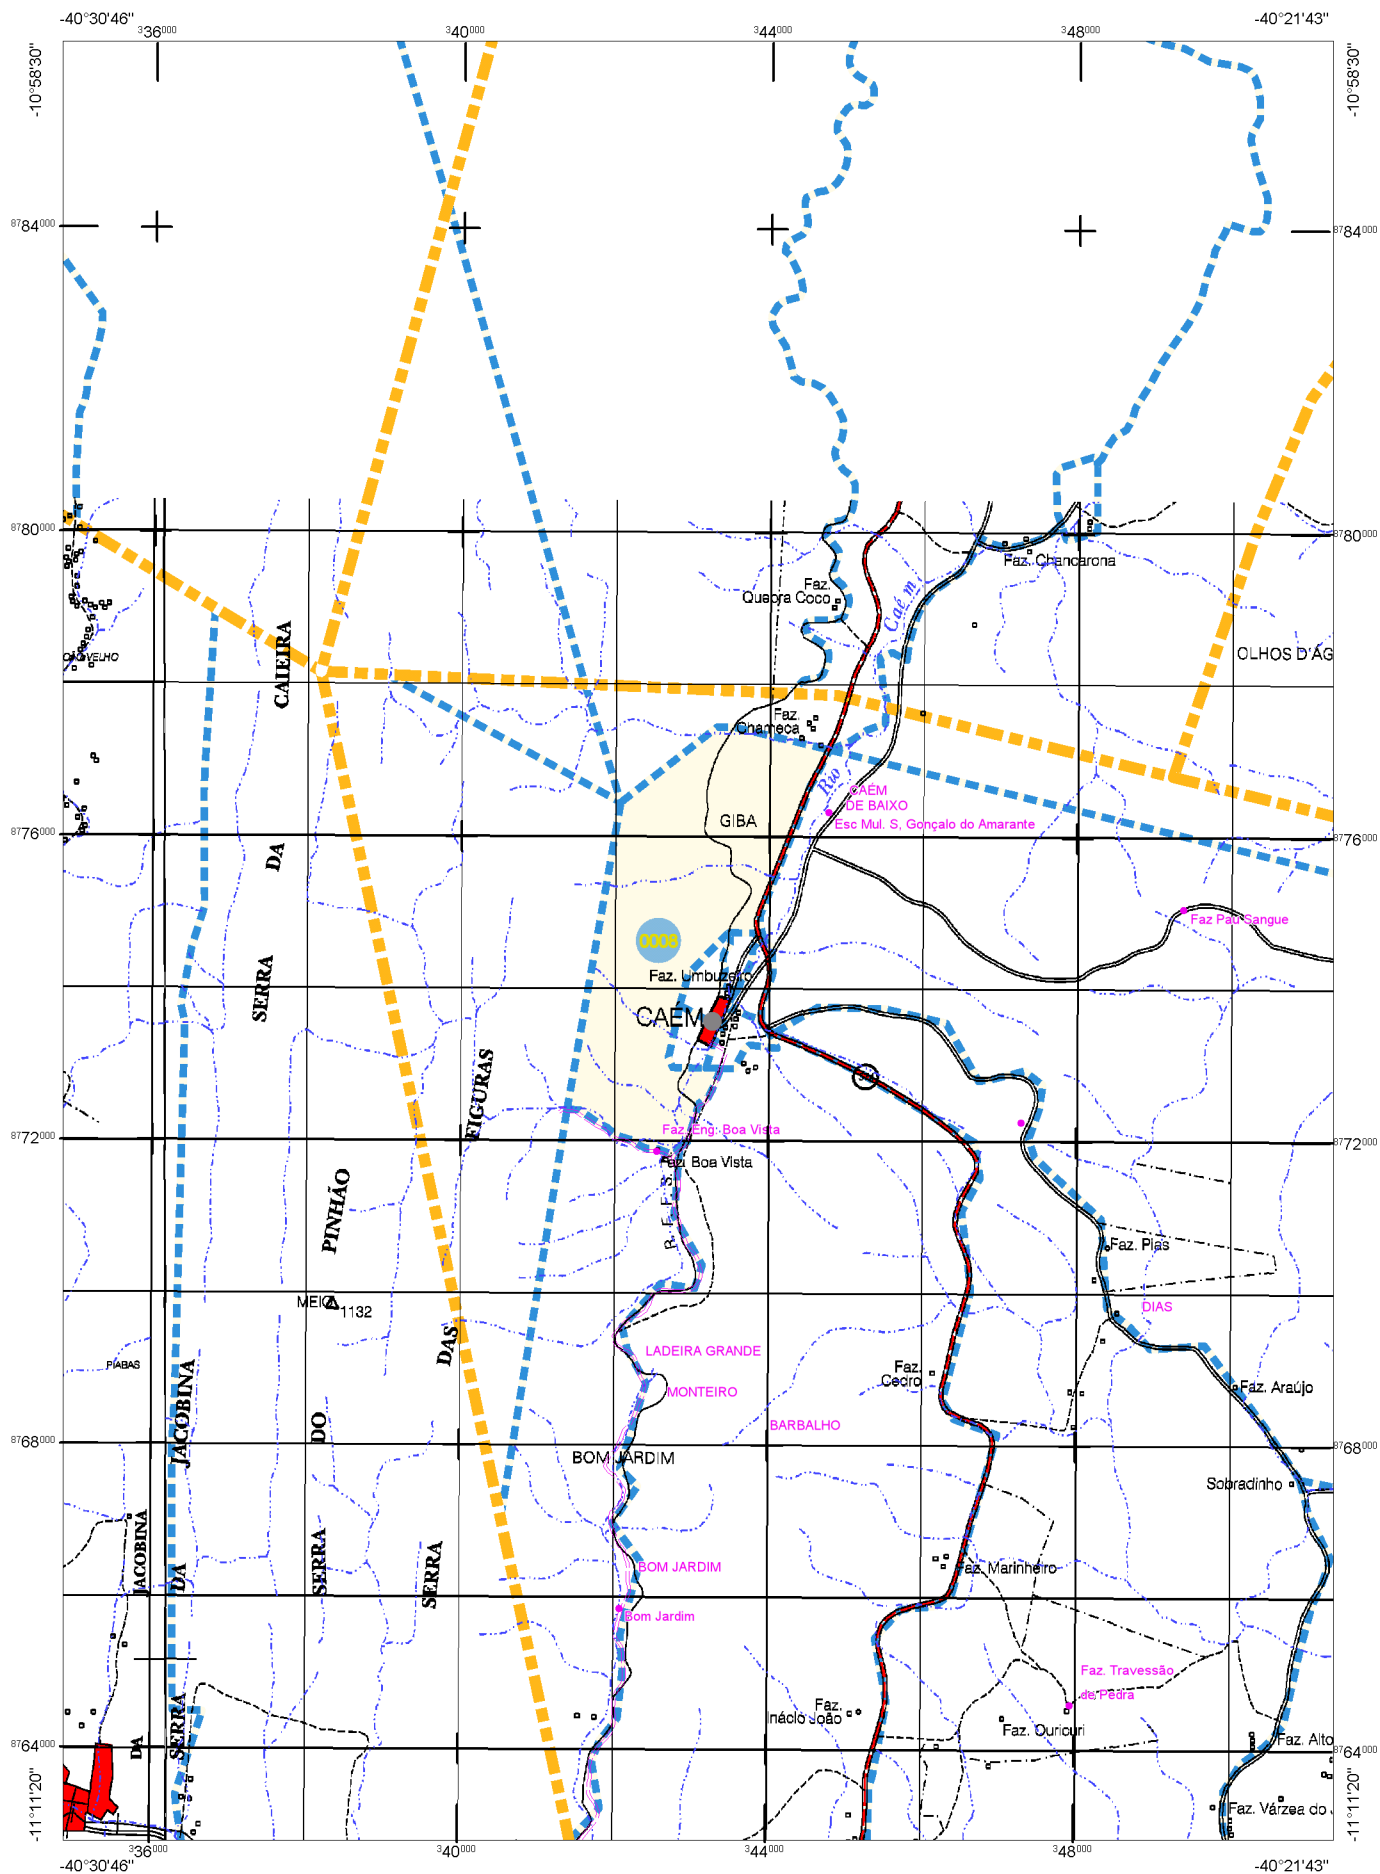 -40°30'46"
-40°21'43"
336000
340000
344000
348000
-10°58'30"
-10°58'30"
8784000
8784000
8780000
8780000
Faz. Chancarona
Faz.
Quebra Coco
Caém
CAIEIRA
OLHOS D'ÁG
Faz.
Chameca
Rio
CAÉM
DE BAIXO
GIBA
Esc Mul. S. Gonçalo do Amarante
8776000
8776000
DA
Faz Pau Sangue
0008
SERRA
Faz. Umbuzeiro
CAÉM
FIGURAS
Faz. Eng. Boa Vista
8772000
8772000
Faz. Boa Vista
PINHÃO
R. F. F. S.
Faz. Pias
MEIO
1132
DIAS
DAS
LADEIRA GRANDE
PIABAS
Faz.
Cedro
MONTEIRO
Faz. Araújo
JACOBINA
DO
BARBALHO
8768000
8768000
BOM JARDIM
Sobradinho
JACOBINA
DA
SERRA
SERRA
BOM JARDIM
Faz. Marinheiro
Bom Jardim
Faz. Travessão
de Pedra
SERRA
DA
Faz.
Inácio João
Faz. Ouricuri
Faz. Alto
8764000
8764000
Faz. Várzea do
-11°11'20"
-11°11'20"
336000
340000
344000
348000
-40°30'46"
-40°21'43"